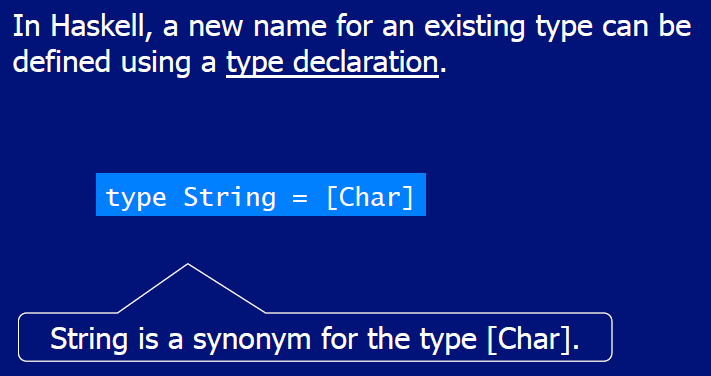 In Haskell, a new name for an existing type can be
defined using a type declaration.
type String = [Char]
String is a synonym for the type [Char].